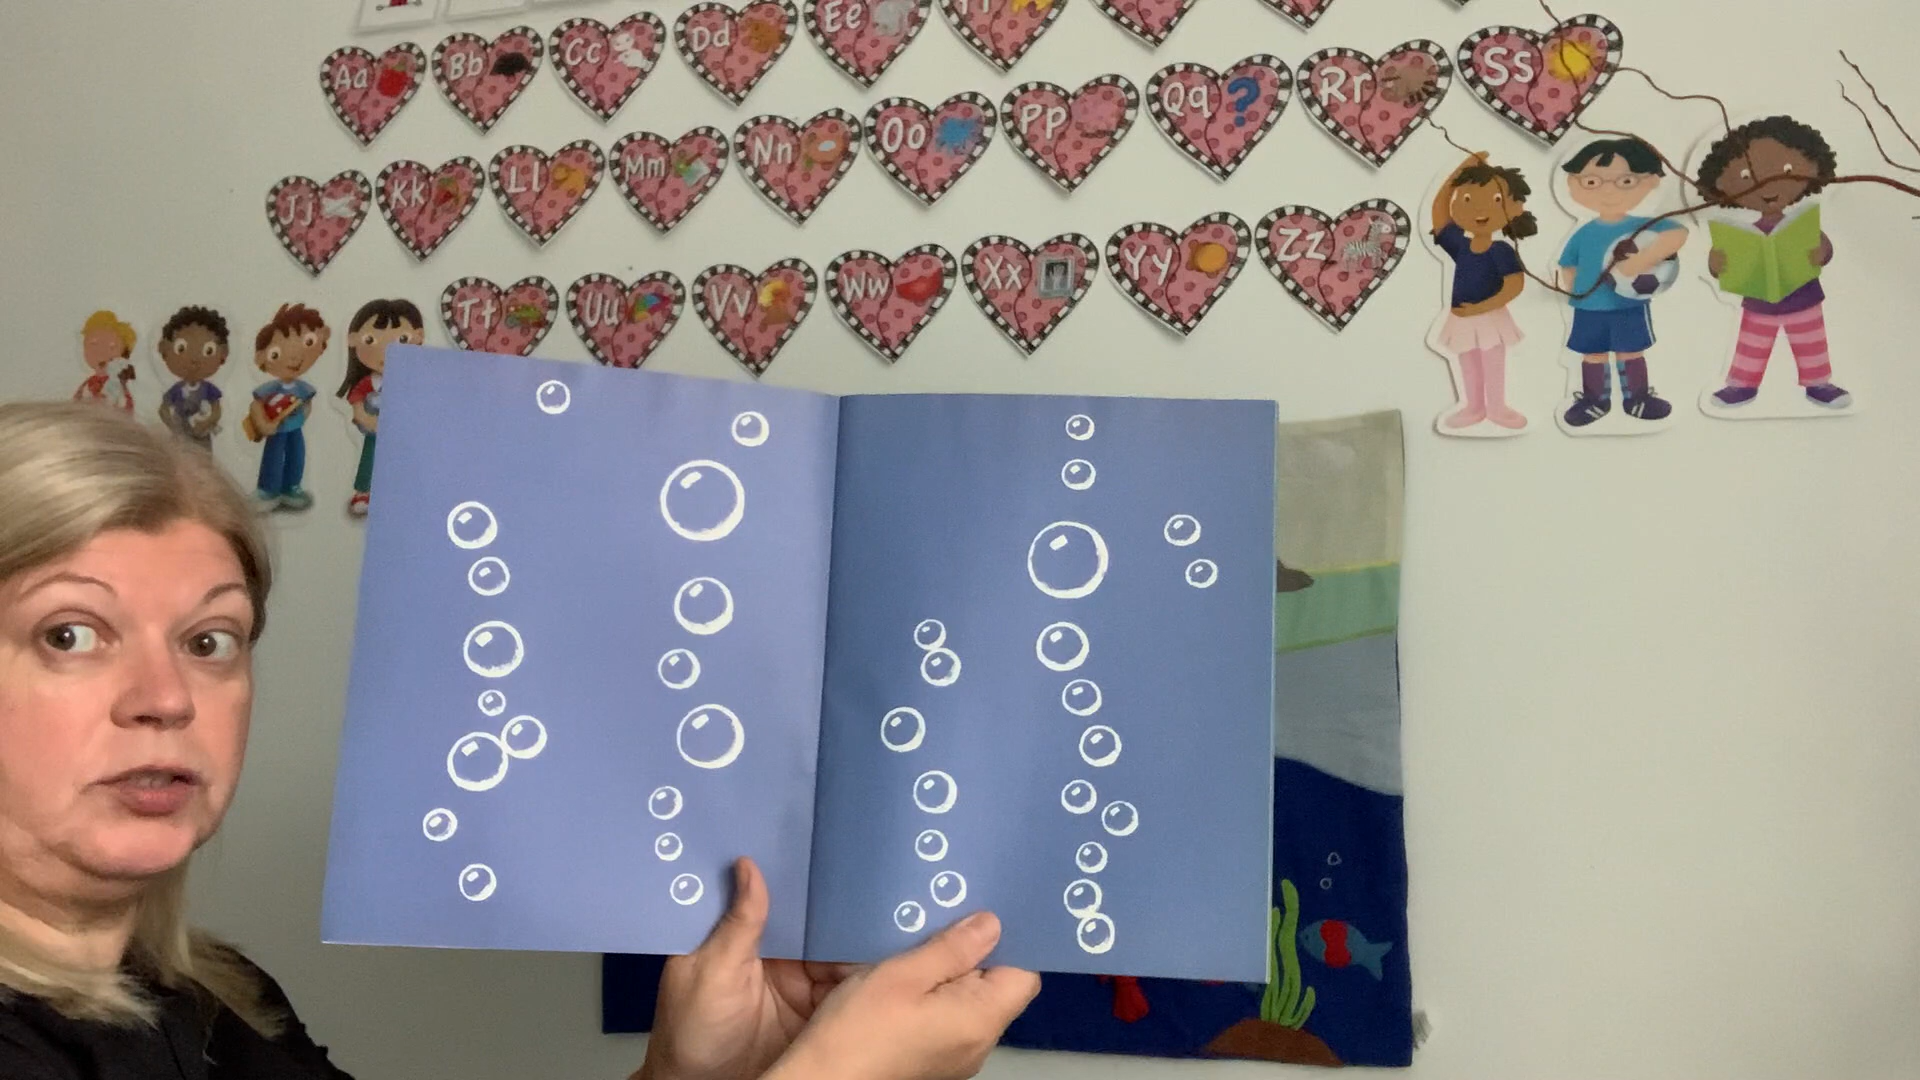 Aa Bb Cc Dd Ee
Jj Kk Ll Mm Nn Oo Pp Qq Rr Ss
Tt Uu Vv Ww Xx Yy Zz